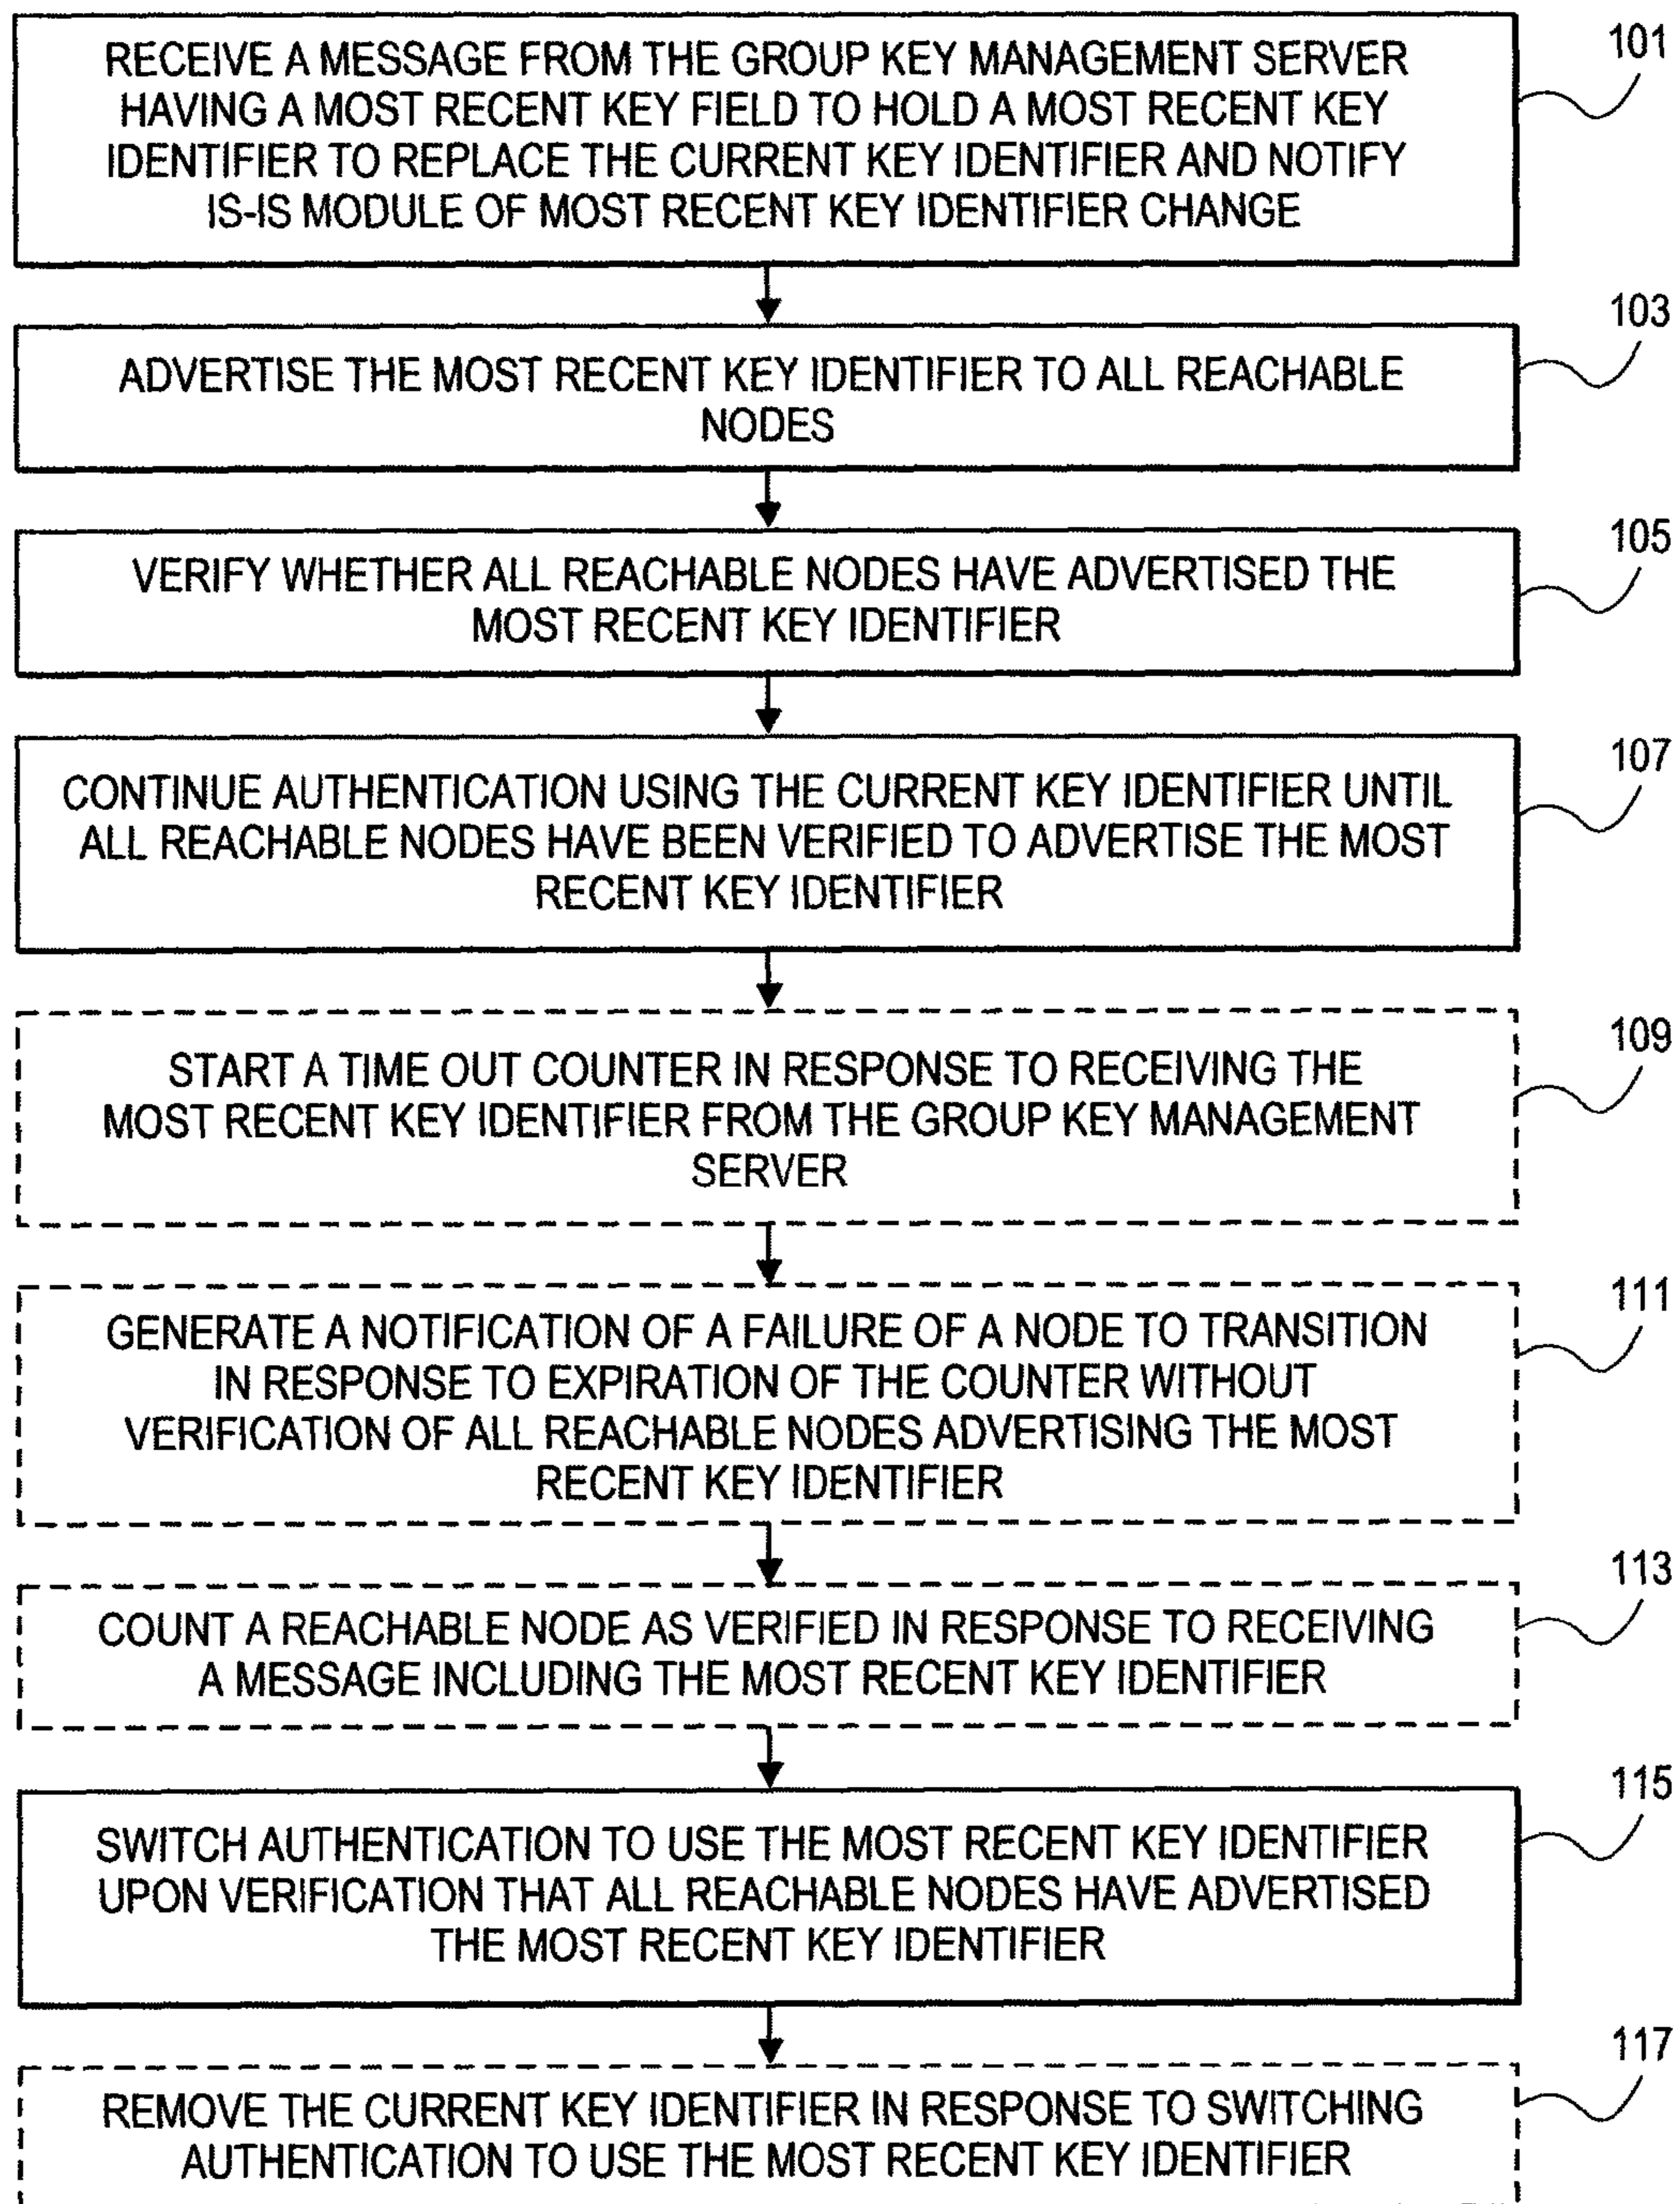 RECEIVE A MESSAGE FROM THE GROUP KEY MANAGEMENT SERVER
HAVING A MOST RECENT KEY FIELD TO HOLD A MOST RECENT KEY
IDENTIFIER TO REPLACE THE CURRENT KEY IDENTIFIER AND NOTIFY
IS-IS MODULE OF MOST RECENT KEY IDENTIFIER CHANGE
101
ADVERTISE THE MOST RECENT KEY IDENTIFIER TO ALL REACHABLE
NODES
103
VERIFY WHETHER ALL REACHABLE NODES HAVE ADVERTISED THE
MOST RECENT KEY IDENTIFIER
105
CONTINUE AUTHENTICATION USING THE CURRENT KEY IDENTIFIER UNTIL
ALL REACHABLE NODES HAVE BEEN VERIFIED TO ADVERTISE THE MOST
RECENT KEY IDENTIFIER
107
START A TIME OUT COUNTER IN RESPONSE TO RECEIVING THE
MOST RECENT KEY IDENTIFIER FROM THE GROUP KEY MANAGEMENT
SERVER
109
GENERATE A NOTIFICATION OF A FAILURE OF A NODE TO TRANSITION
IN RESPONSE TO EXPIRATION OF THE COUNTER WITHOUT
VERIFICATION OF ALL REACHABLE NODES ADVERTISING THE MOST
RECENT KEY IDENTIFIER
111
COUNT A REACHABLE NODE AS VERIFIED IN RESPONSE TO RECEIVING
A MESSAGE INCLUDING THE MOST RECENT KEY IDENTIFIER
113
SWITCH AUTHENTICATION TO USE THE MOST RECENT KEY IDENTIFIER
UPON VERIFICATION THAT ALL REACHABLE NODES HAVE ADVERTISED
THE MOST RECENT KEY IDENTIFIER
115
REMOVE THE CURRENT KEY IDENTIFIER IN RESPONSE TO SWITCHING
AUTHENTICATION TO USE THE MOST RECENT KEY IDENTIFIER
117